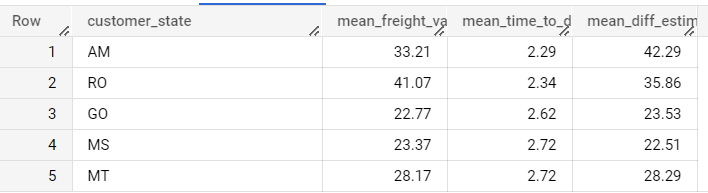 Row customer_state mean_freight_va mean_time_to_d mean_diff_estim
1 AM 33.21 2.29 42.29
2 RO 41.07 2.34 35.86
3 GO 22.77 2.62 23.53
4 MS 23.37 2.72 22.51
5 MT 28.17 2.72 28.29